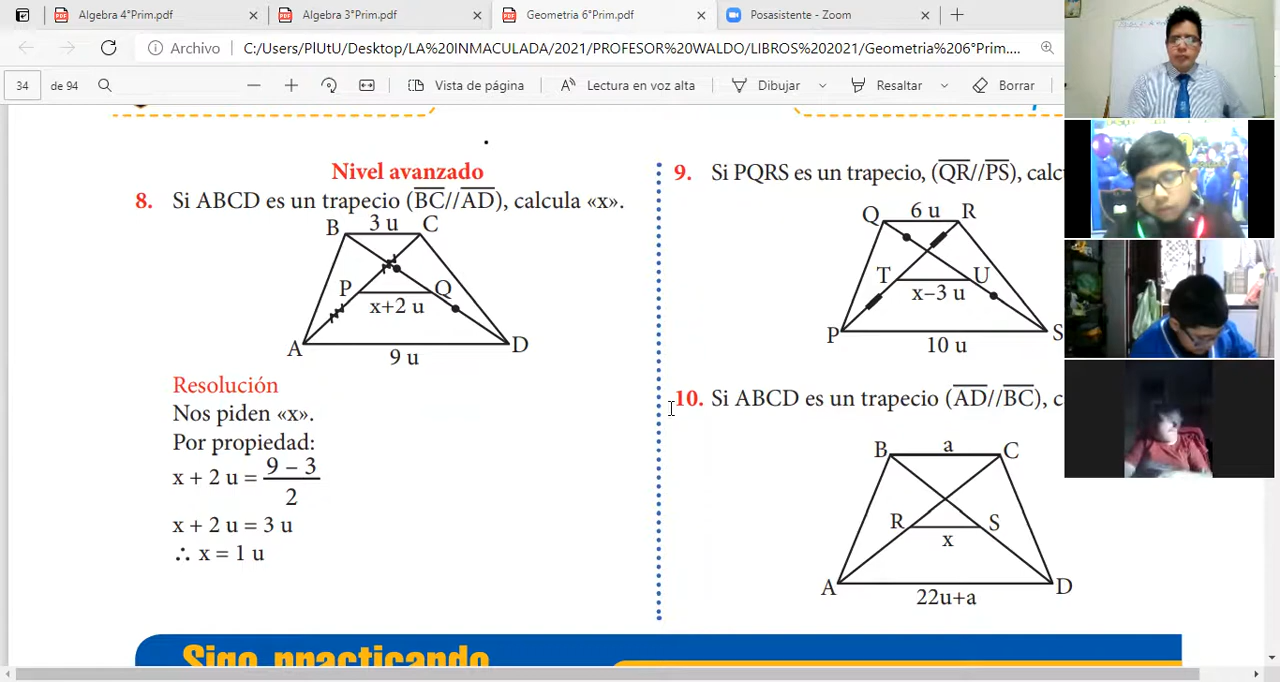 Algebra 4°Prim.pdf
Algebra 3°Prim.pdf
Geometria 6°Prim.pdf
Posasistente - Zoom
Archivo
C:/Users/PlUtU/Desktop/LA%20INMACULADA/2021/PROFESOR%20WALDO/LIBROS%202021/Geometria%206°Prim....
34 de 94
Vista de página
Lectura en voz alta
Dibujar
Resaltar
Borrar
Nivel avanzado
8. Si ABCD es un trapecio (BC//AD), calcula «x».
B 3 u C
P Q
x+2 u
A D
9 u
Resolución
Nos piden «x».
Por propiedad:
x + 2 u = 9 – 3
2
x + 2 u = 3 u
∴ x = 1 u
9. Si PQRS es un trapecio, (QR//PS), calc
Q 6 u R
T U
x–3 u
P S
10 u
10. Si ABCD es un trapecio (AD//BC), c
B a C
R S
x
A D
22u+a
Sigo practicando